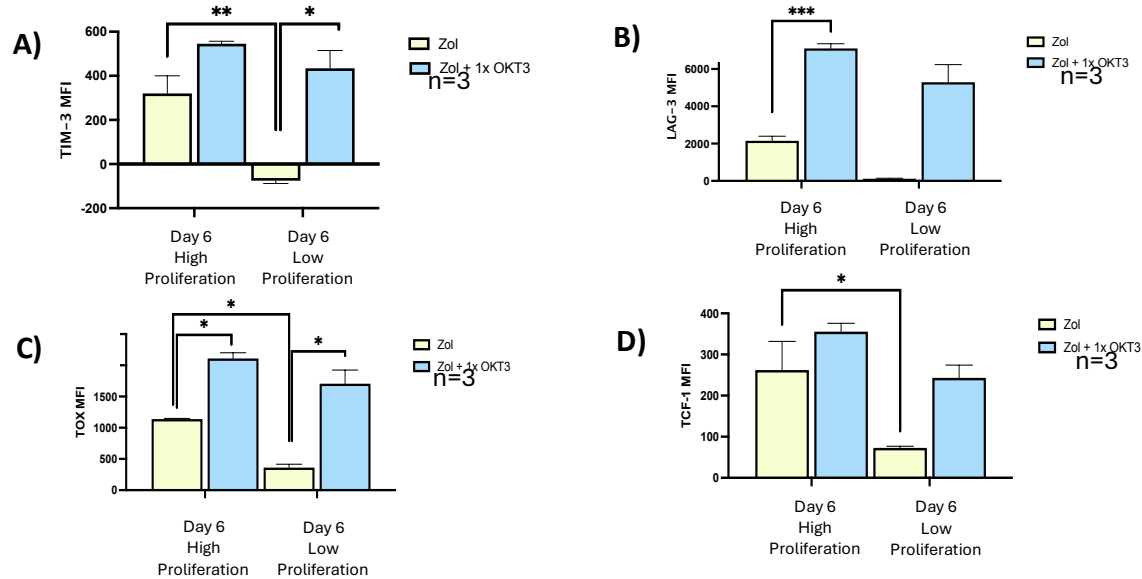 A)
**
*
600
400
200
0
-200
TIM-3 MFI
Zol
Zol + 1x OKT3
n=3
Day 6
High
Proliferation
Day 6
Low
Proliferation
B)
***
6000
4000
2000
0
LAG-3 MFI
Zol
Zol + 1x OKT3
n=3
Day 6
High
Proliferation
Day 6
Low
Proliferation
C)
*
*
*
1500
1000
500
0
TOX MFI
Zol
Zol + 1x OKT3
n=3
Day 6
High
Proliferation
Day 6
Low
Proliferation
D)
*
400
300
200
100
0
TCF-1 MFI
Zol
Zol + 1x OKT3
n=3
Day 6
High
Proliferation
Day 6
Low
Proliferation